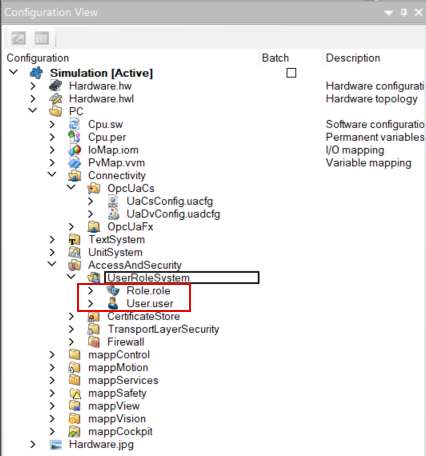 Configuration View
Configuration Batch Description
Simulation [Active]
Hardware.hw Hardware configuratio
Hardware.hwl Hardware topology
PC
Cpu.sw Software configuratio
Cpu.per Permanent variables
IoMap.iom I/O mapping
PvMap.vvm Variable mapping
Connectivity
OpcUaCs
UaCsConfig.uacfg
UaDvConfig.uadcfg
OpcUaFx
TextSystem
UnitSystem
AccessAndSecurity
UserRoleSystem
Role.role
User.user
CertificateStore
TransportLayerSecurity
Firewall
mappControl
mappMotion
mappServices
mappSafety
mappView
mappVision
mappCockpit
Hardware.jpg